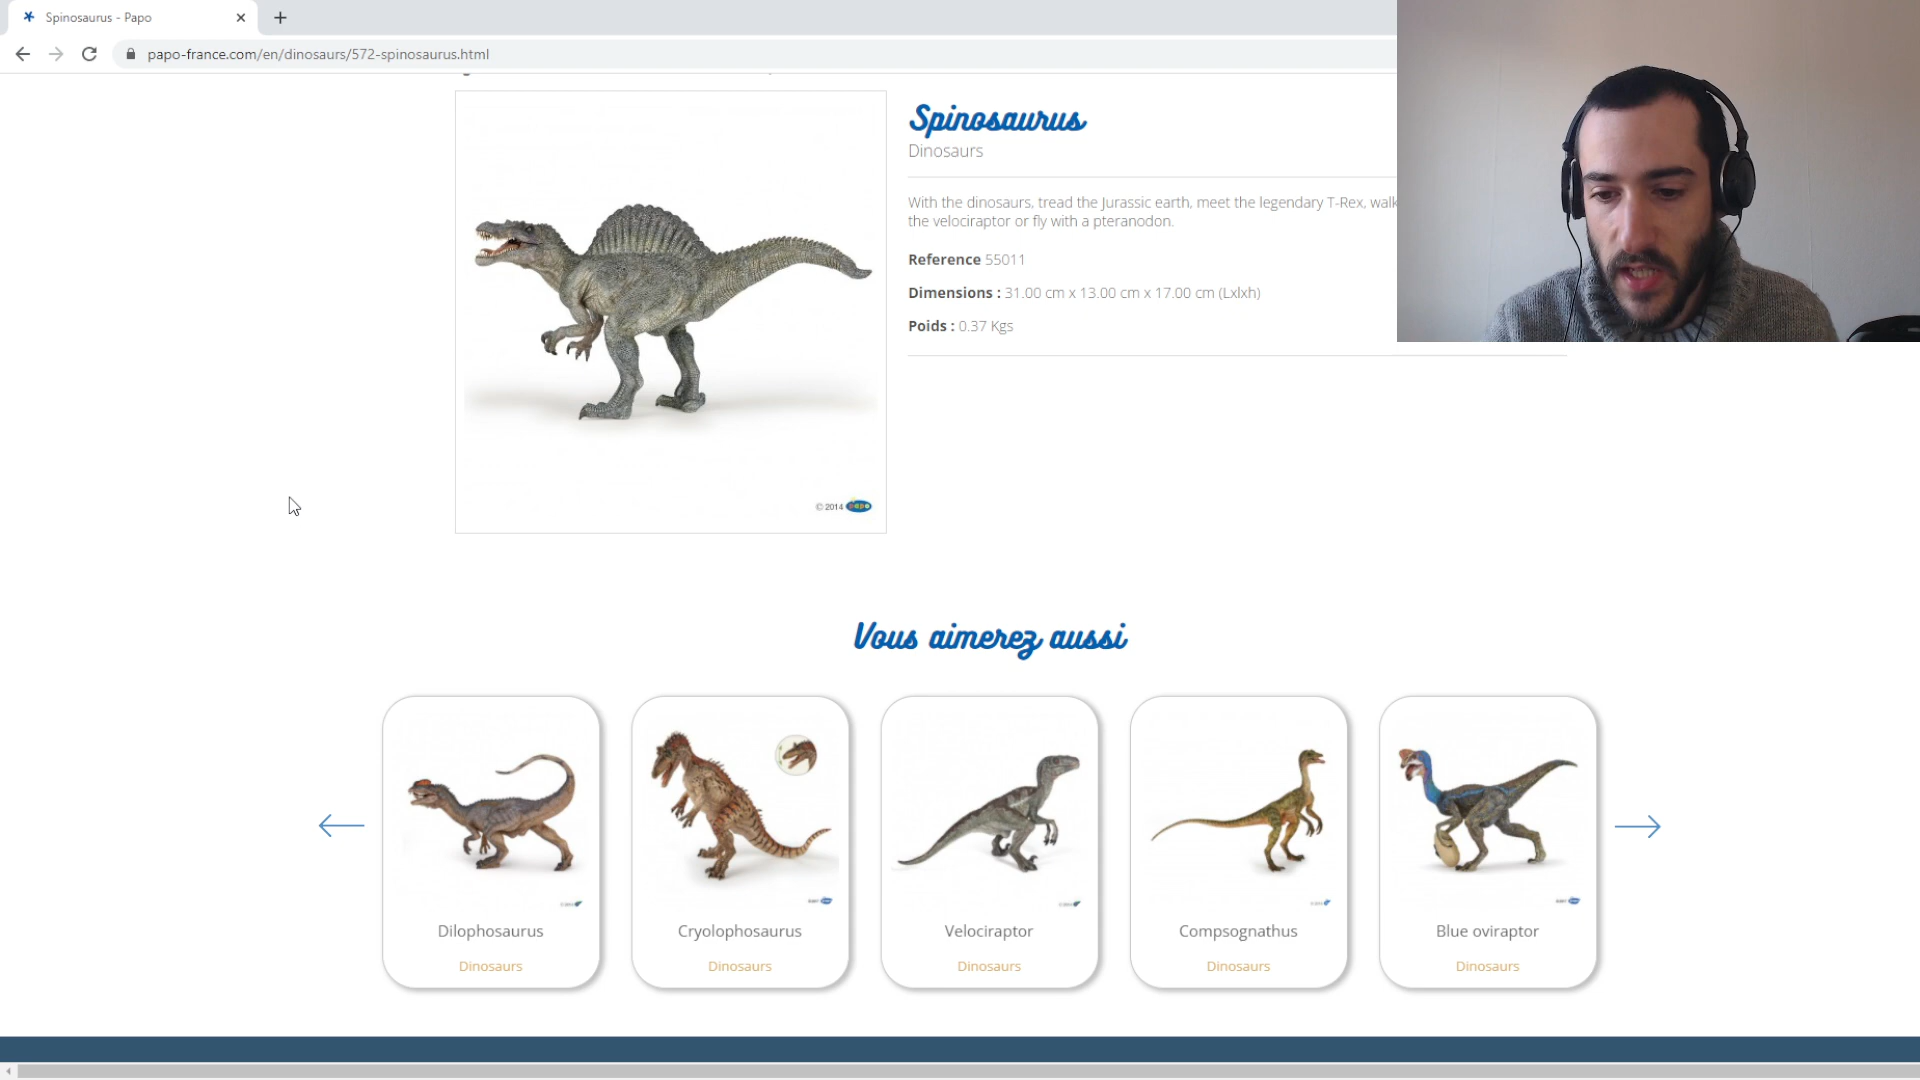 Spinosaurus - Papo
papo-france.com/en/dinosaurs/572-spinosaurus.html
Spinosaurus
Dinosaurs
With the dinosaurs, tread the Jurassic earth, meet the legendary T-Rex, walk
the velociraptor or fly with a pteranodon.
Reference 55011
Dimensions : 31.00 cm x 13.00 cm x 17.00 cm (Lxlxh)
Poids : 0.37 Kgs
© 2014 papo
Vous aimerez aussi
Dilophosaurus
Cryolophosaurus
Velociraptor
Compsognathus
Blue oviraptor
Dinosaurs
Dinosaurs
Dinosaurs
Dinosaurs
Dinosaurs